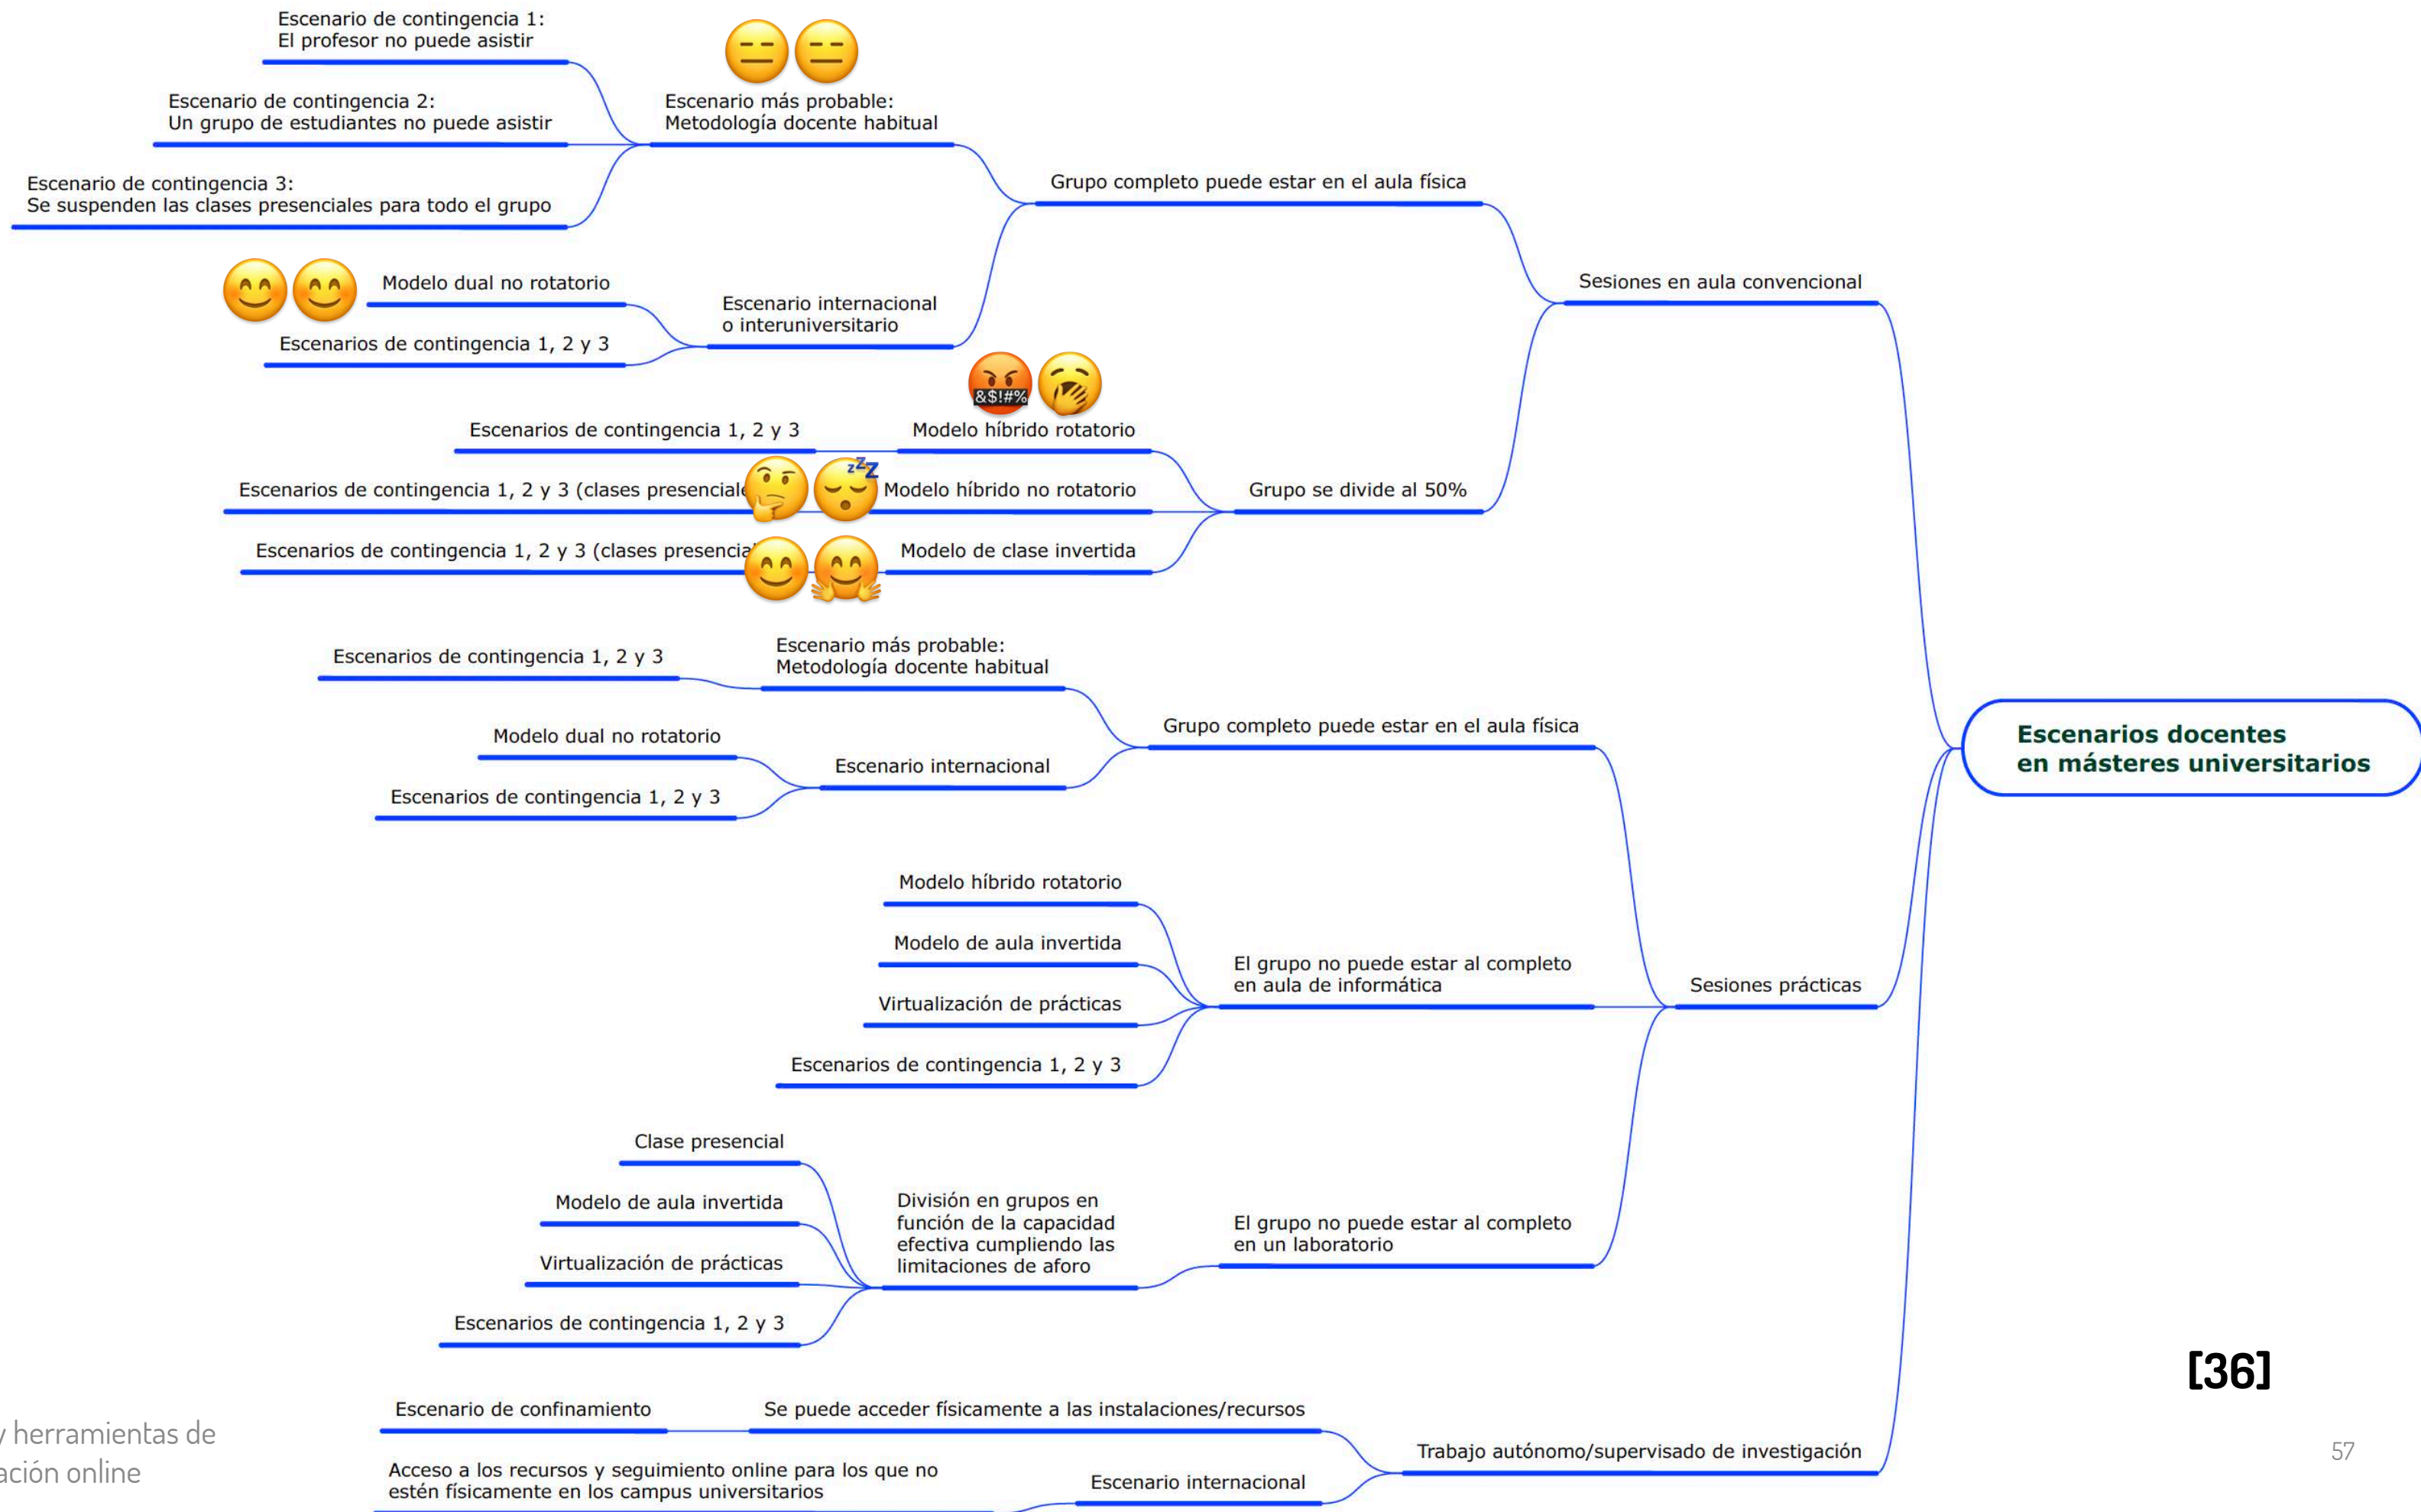 Escenario de contingencia 1:
El profesor no puede asistir
Escenario de contingencia 2:
Un grupo de estudiantes no puede asistir
Escenario de contingencia 3:
Se suspenden las clases presenciales para todo el grupo
Escenario más probable:
Metodología docente habitual
Grupo completo puede estar en el aula física
Modelo dual no rotatorio
Escenarios de contingencia 1, 2 y 3
Escenario internacional
o interuniversitario
Sesiones en aula convencional
&$!#%
Escenarios de contingencia 1, 2 y 3
Modelo híbrido rotatorio
Escenarios de contingencia 1, 2 y 3 (clases
zzZ
Modelo híbrido no rotatorio
Escenarios de contingencia 1, 2 y 3 (clases
Modelo de clase invertida
Grupo se divide al 50%
Escenarios de contingencia 1, 2 y 3
Escenario más probable:
Metodología docente habitual
Modelo dual no rotatorio
Escenarios de contingencia 1, 2 y 3
Escenario internacional
Grupo completo puede estar en el aula física
Escenarios docentes
en másteres universitarios
Modelo híbrido rotatorio
Modelo de aula invertida
Virtualización de prácticas
Escenarios de contingencia 1, 2 y 3
El grupo no puede estar al completo
en aula de informática
Sesiones prácticas
Clase presencial
Modelo de aula invertida
Virtualización de prácticas
Escenarios de contingencia 1, 2 y 3
División en grupos en
función de la capacidad
efectiva cumpliendo las
limitaciones de aforo
El grupo no puede estar al completo
en un laboratorio
[36]
Escenario de confinamiento
Se puede acceder físicamente a las instalaciones/recursos
Acceso a los recursos y seguimiento online para los que no
estén físicamente en los campus universitarios
Escenario internacional
Trabajo autónomo/supervisado de investigación
y herramientas de
ación online
57